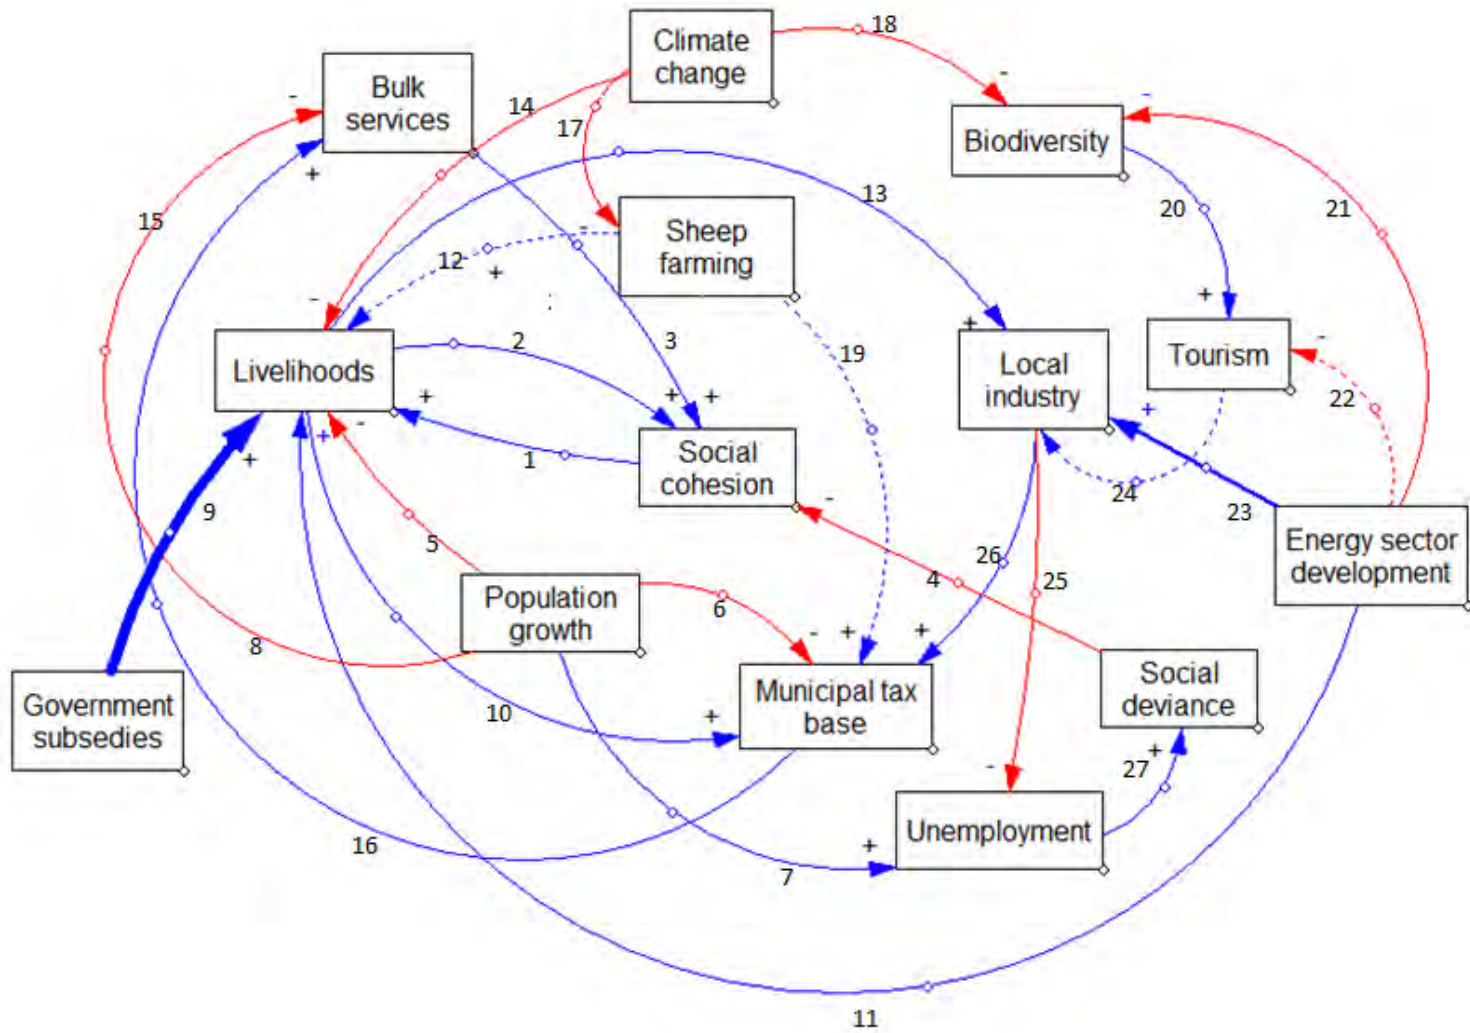 Climate
change
18
Bulk
services
14
17
Biodiversity
-
-
-
+
15
13
20
21
Sheep
farming
-
12
+
:
-
+
+
-
Livelihoods
2
3
19
Local
industry
Tourism
22
+
+
+
+
-
+
+
1
Social
cohesion
-
24
23
9
5
4
26
25
Energy sector
development
Population
growth
6
-
+
+
8
Government
subsedies
10
+
Municipal tax
base
Social
deviance
-
+
27
16
7
+
Unemployment
11